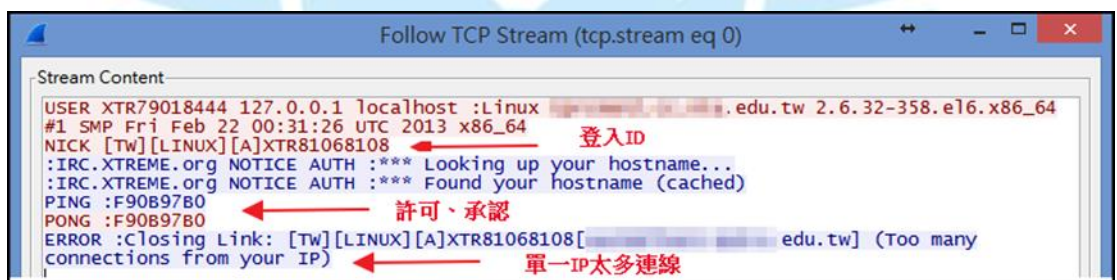 Follow TCP Stream (tcp.stream eq 0)
Stream Content
USER XTR79018444 127.0.0.1 localhost :Linux .edu.tw 2.6.32-358.el6.x86_64
#1 SMP Fri Feb 22 00:31:26 UTC 2013 x86_64
NICK [TW][LINUX][A]XTR81068108 登入ID
:IRC.XTREME.org NOTICE AUTH :*** Looking up your hostname...
:IRC.XTREME.org NOTICE AUTH :*** Found your hostname (cached)
PING :F90B97B0
PONG :F90B97B0 許可、承認
ERROR :Closing Link: [TW][LINUX][A]XTR81068108[ edu.tw] (Too many
connections from your IP) 單一IP太多連線